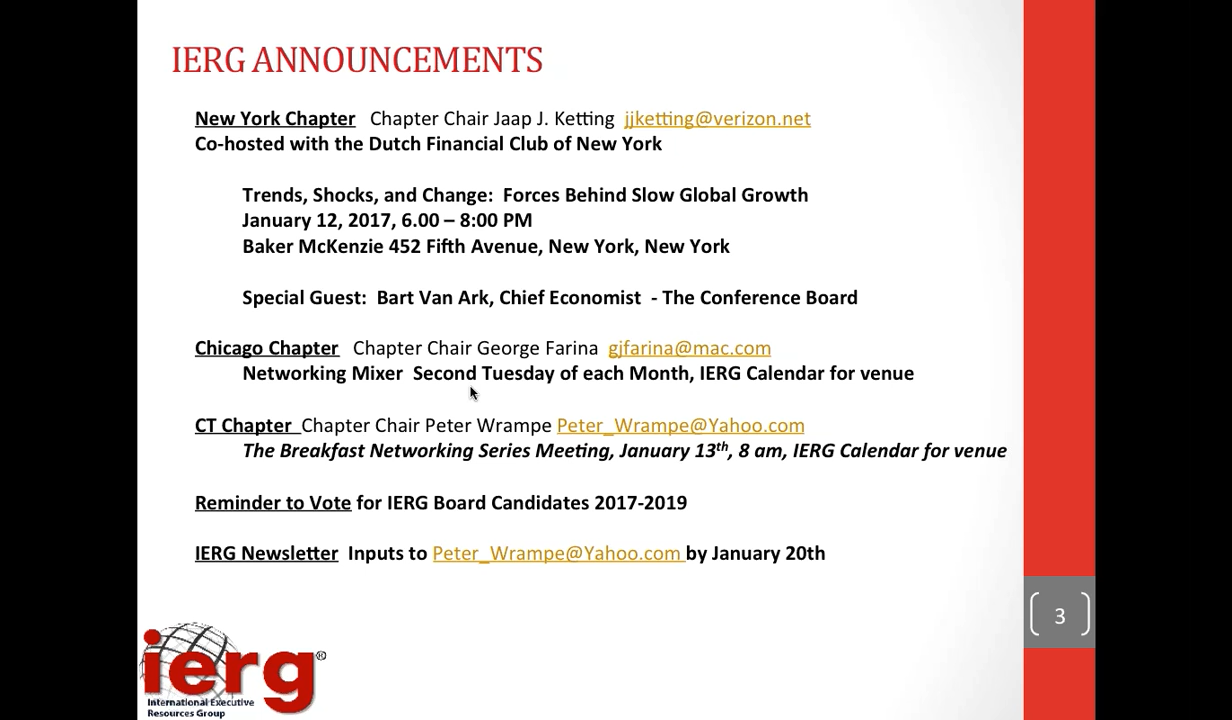 IERG ANNOUNCEMENTS
New York Chapter Chapter Chair Jaap J. Ketting jjketting@verizon.net
Co-hosted with the Dutch Financial Club of New York
Trends, Shocks, and Change: Forces Behind Slow Global Growth
January 12, 2017, 6.00 – 8:00 PM
Baker McKenzie 452 Fifth Avenue, New York, New York
Special Guest: Bart Van Ark, Chief Economist - The Conference Board
Chicago Chapter Chapter Chair George Farina gjfarina@mac.com
Networking Mixer Second Tuesday of each Month, IERG Calendar for venue
CT Chapter Chapter Chair Peter Wrampe Peter_Wrampe@Yahoo.com
The Breakfast Networking Series Meeting, January 13th, 8 am, IERG Calendar for venue
Reminder to Vote for IERG Board Candidates 2017-2019
IERG Newsletter Inputs to Peter_Wrampe@Yahoo.com by January 20th
3
ierg®
International Executive
Resources Group